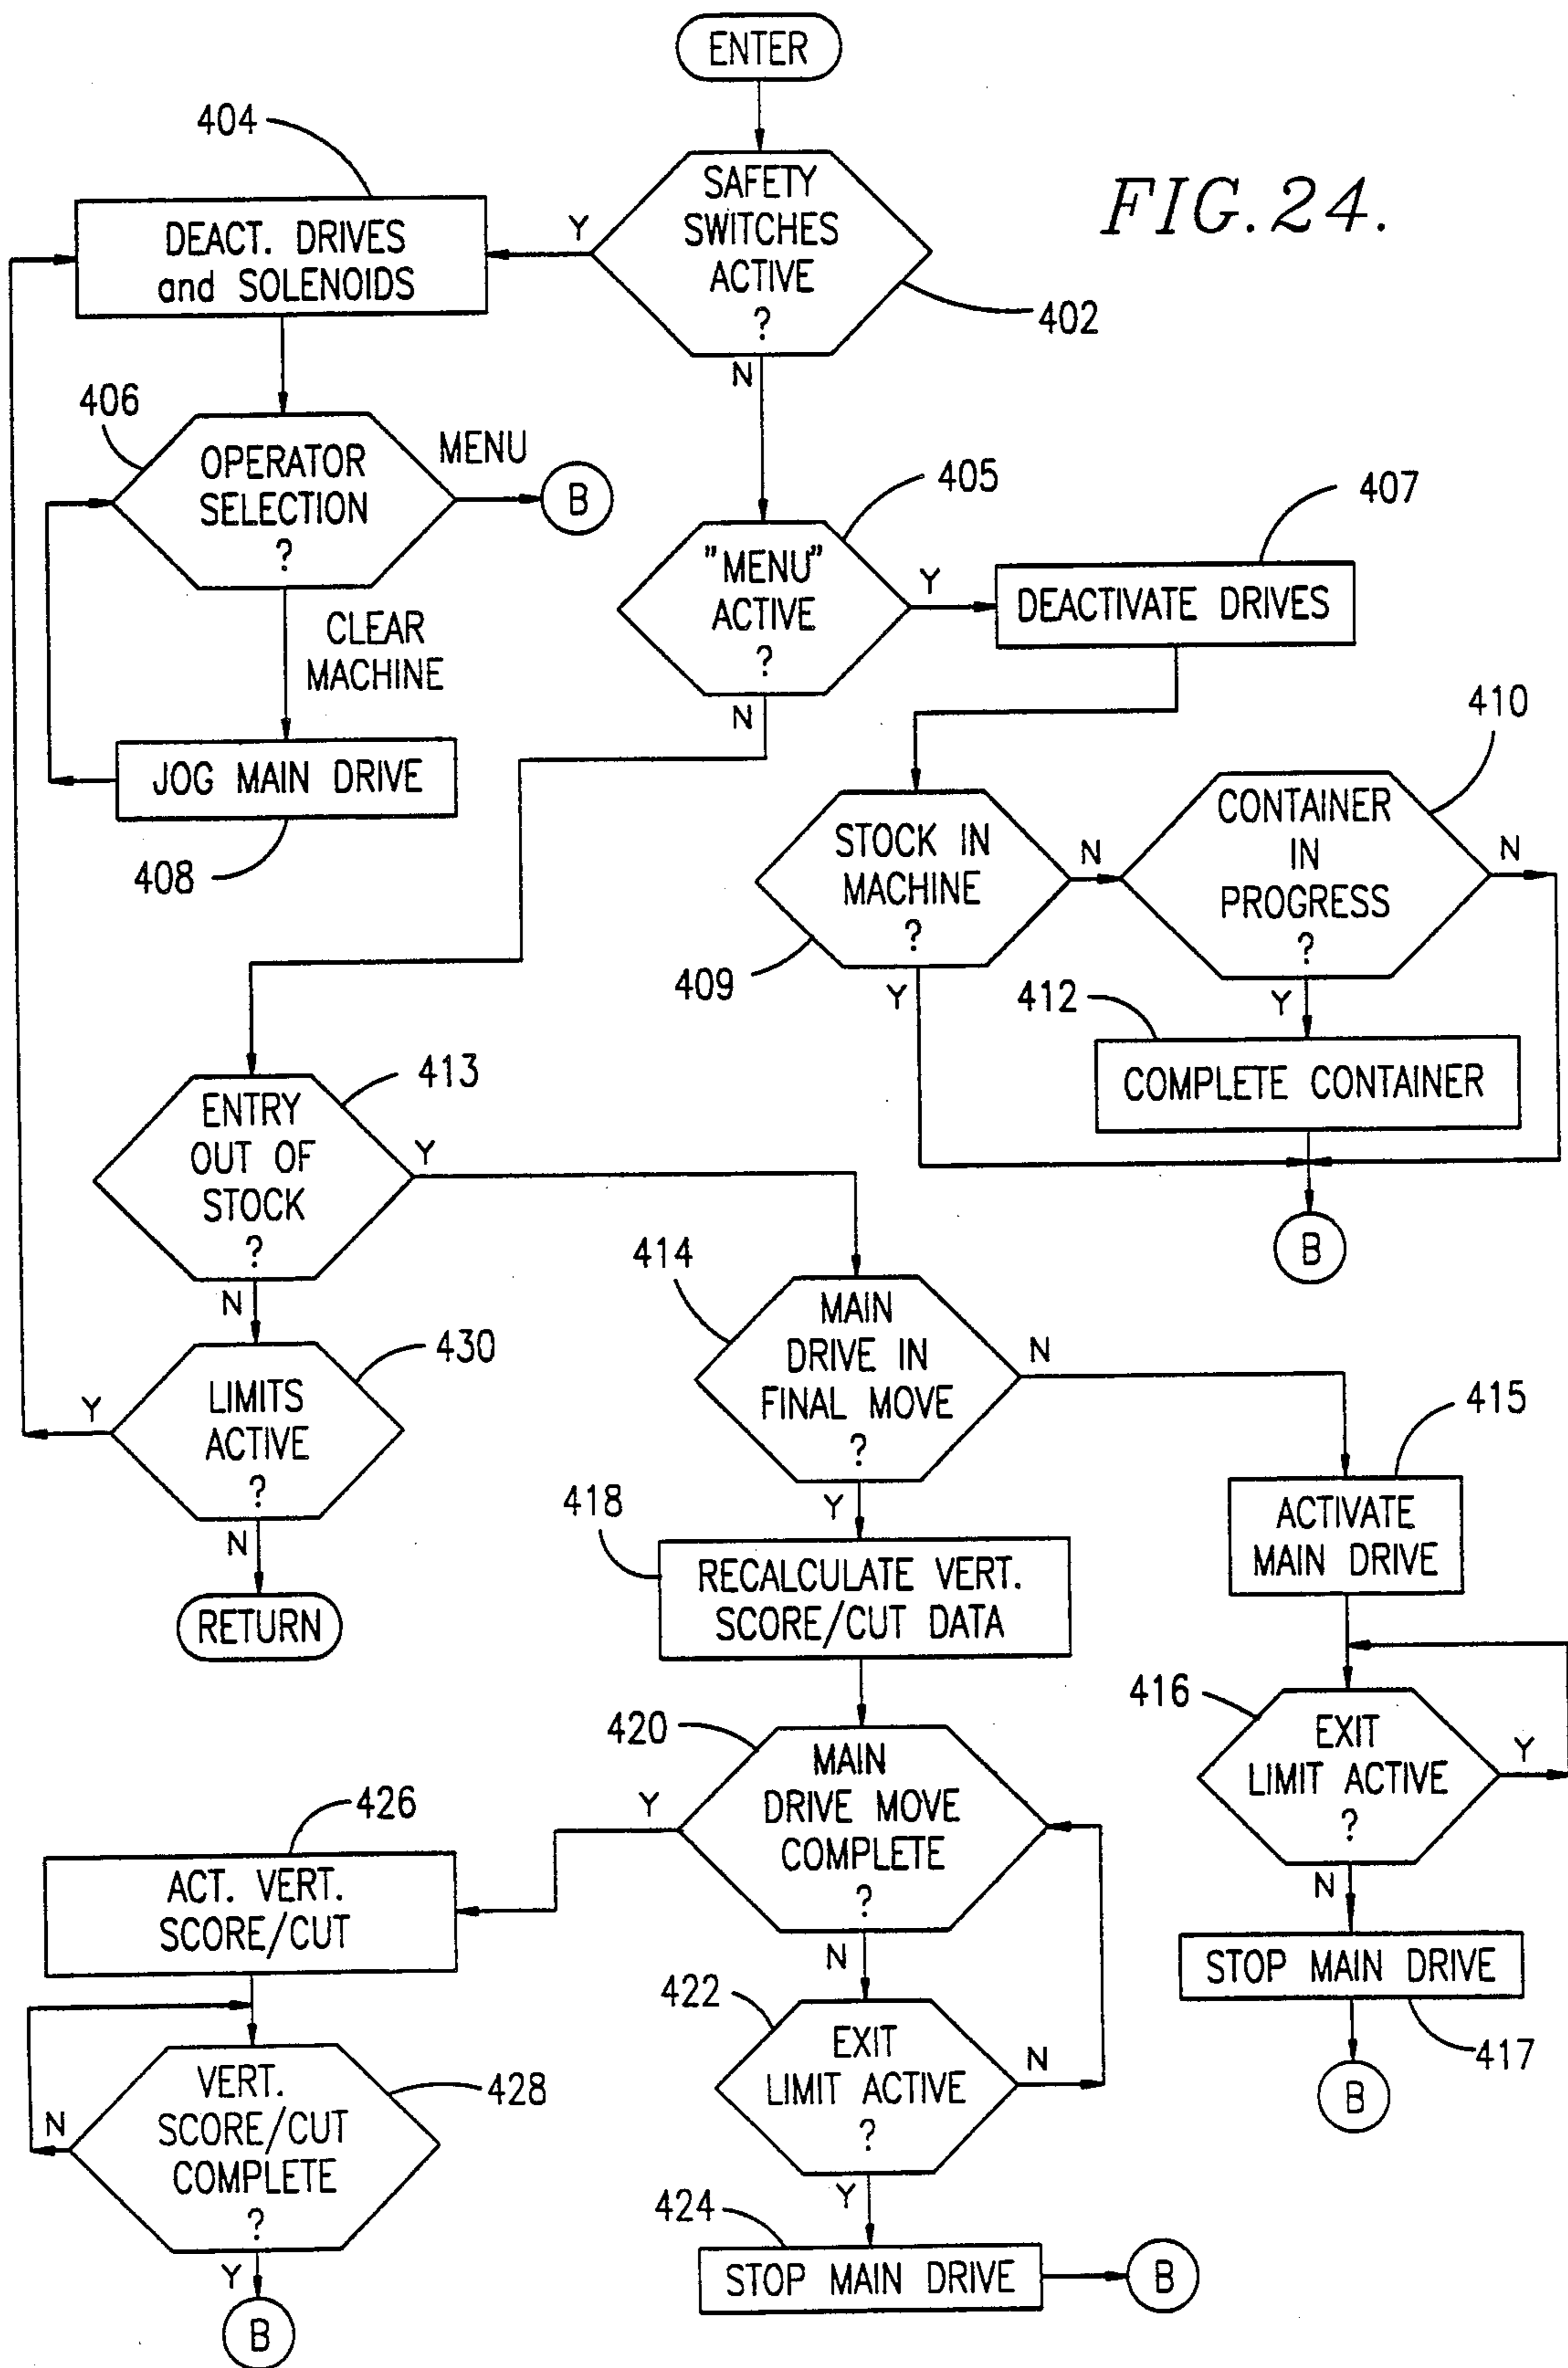 ENTER
FIG. 24.
404
DEACT. DRIVES
and SOLENOIDS
Y
SAFETY
SWITCHES
ACTIVE
?
402
N
406
OPERATOR
SELECTION
?
MENU
B
CLEAR
MACHINE
JOG MAIN DRIVE
408
405
"MENU"
ACTIVE
?
Y
N
407
DEACTIVATE DRIVES
STOCK IN
MACHINE
?
409
N
Y
410
CONTAINER
IN
PROGRESS
?
N
Y
412
COMPLETE CONTAINER
B
413
ENTRY
OUT OF
STOCK
?
Y
N
430
LIMITS
ACTIVE
?
Y
N
RETURN
414
MAIN
DRIVE IN
FINAL MOVE
?
N
Y
415
ACTIVATE
MAIN DRIVE
416
EXIT
LIMIT ACTIVE
?
Y
N
STOP MAIN DRIVE
417
B
418
RECALCULATE VERT.
SCORE/CUT DATA
420
MAIN
DRIVE MOVE
COMPLETE
?
Y
N
422
EXIT
LIMIT ACTIVE
?
N
Y
424
STOP MAIN DRIVE
B
426
ACT. VERT.
SCORE/CUT
VERT.
SCORE/CUT
COMPLETE
?
428
N
Y
B